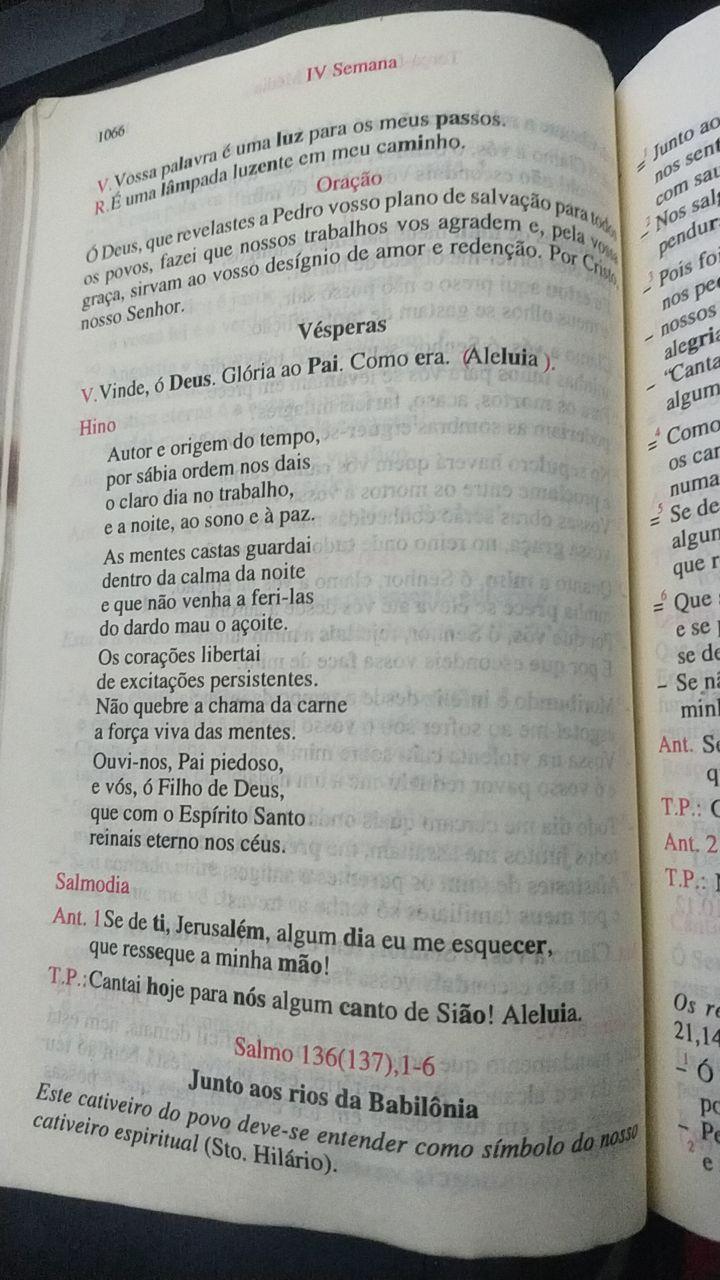 IV Semana
1066
V. Vossa palavra é uma luz para os meus passos.
R. É uma lâmpada luzente em meu caminho.
Oração
Ó Deus, que revelastes a Pedro vosso plano de salvação para todos
os povos, fazei que nossos trabalhos vos agradem e, pela vossa
graça, sirvam ao vosso desígnio de amor e redenção. Por Cristo,
nosso Senhor.
Vésperas
V. Vinde, ó Deus. Glória ao Pai. Como era. (Aleluia ).
Hino
Autor e origem do tempo,
por sábia ordem nos dais
o claro dia no trabalho,
e a noite, ao sono e à paz.
As mentes castas guardai
dentro da calma da noite
e que não venha a feri-las
do dardo mau o açoite.
Os corações libertai
de excitações persistentes.
Não quebre a chama da carne
a força viva das mentes.
Ouvi-nos, Pai piedoso,
e vós, ó Filho de Deus,
que com o Espírito Santo
reinais eterno nos céus.
Salmodia
Ant. 1 Se de ti, Jerusalém, algum dia eu me esquecer,
que resseque a minha mão!
T.P.: Cantai hoje para nós algum canto de Sião! Aleluia.
Salmo 136(137),1-6
Junto aos rios da Babilônia
Este cativeiro do povo deve-se entender como símbolo do nosso
cativeiro espiritual (Sto. Hilário).
1
= Junto ao
nos sent
com sau
2
– Nos salg
pendur
3
– Pois foi
nos pe
– nossos
alegri
– "Canta
algum
4
= Como
os can
numa
5
= Se de
algun
que r
6
= Que
e se
se de
– Se nã
minh
Ant. Se
q
T.P.: C
Ant. 2
T.P.:
Os re
21,14
1
– Ó
po
– Pe
2
e